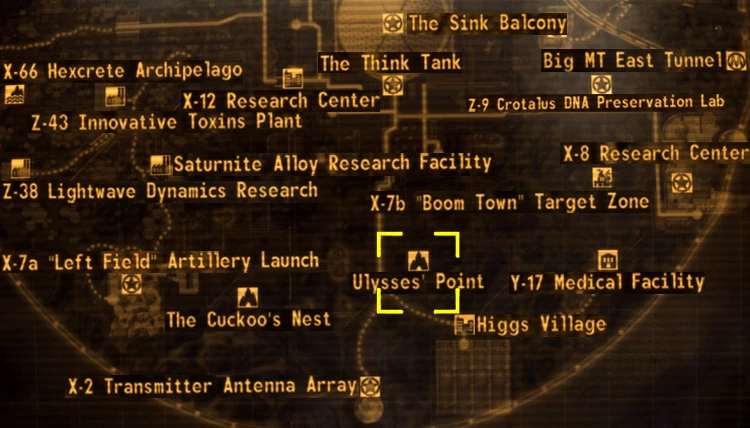 The Sink Balcony
The Think Tank
Big MT East Tunnel
X-66 Hexcrete Archipelago
X-12 Research Center
Z-9 Crotalus DNA Preservation Lab
Z-43 Innovative Toxins Plant
Saturnite Alloy Research Facility
X-8 Research Center
Z-38 Lightwave Dynamics Research
X-7b "Boom Town" Target Zone
X-7a "Left Field" Artillery Launch
Ulysses' Point
Y-17 Medical Facility
The Cuckoo's Nest
Higgs Village
X-2 Transmitter Antenna Array